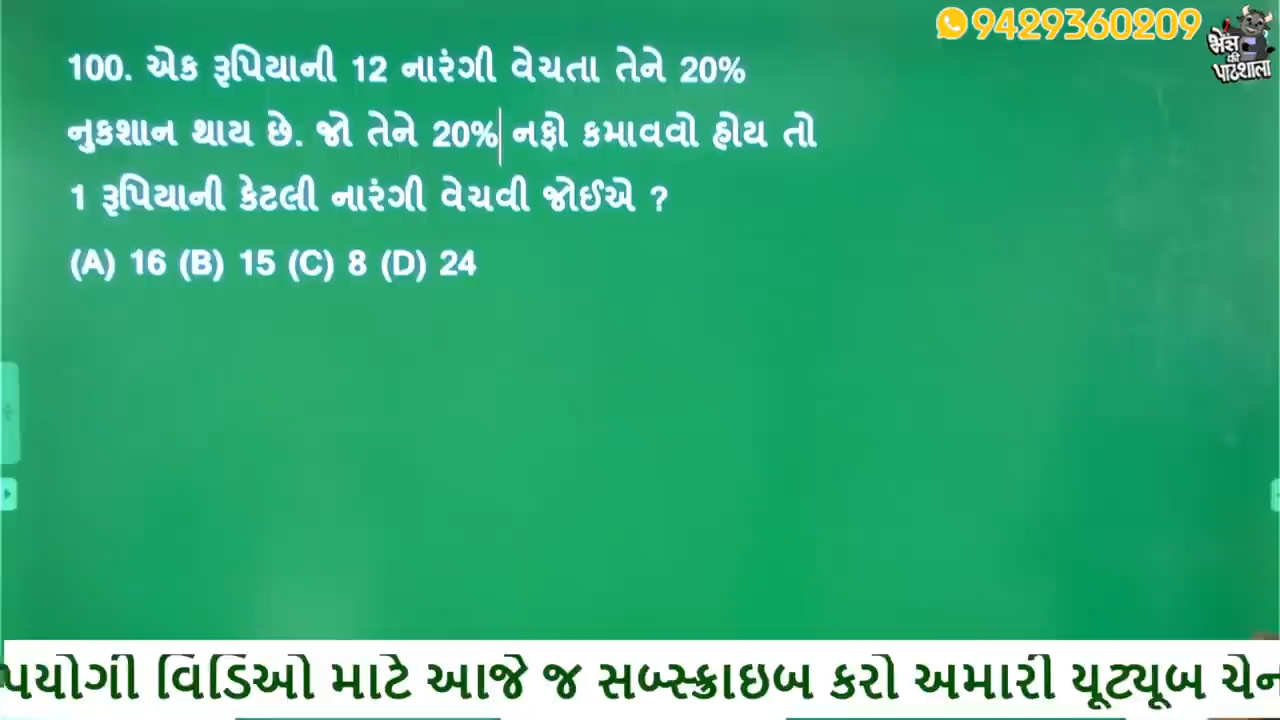 9429360209
भैंस
की
पाठशाला
100. એક રૂપિયાની 12 નારંગી વેચતા તેને 20%
નુકશાન થાય છે. જો તેને 20% નફો કમાવવો હોય તો
1 રૂપિયાની કેટલી નારંગી વેચવી જોઈએ ?
(A) 16 (B) 15 (C) 8 (D) 24
પયોગી વિડિઓ માટે આજે જ સબ્સ્ક્રાઇબ કરો અમારી યૂટ્યૂબ ચેન